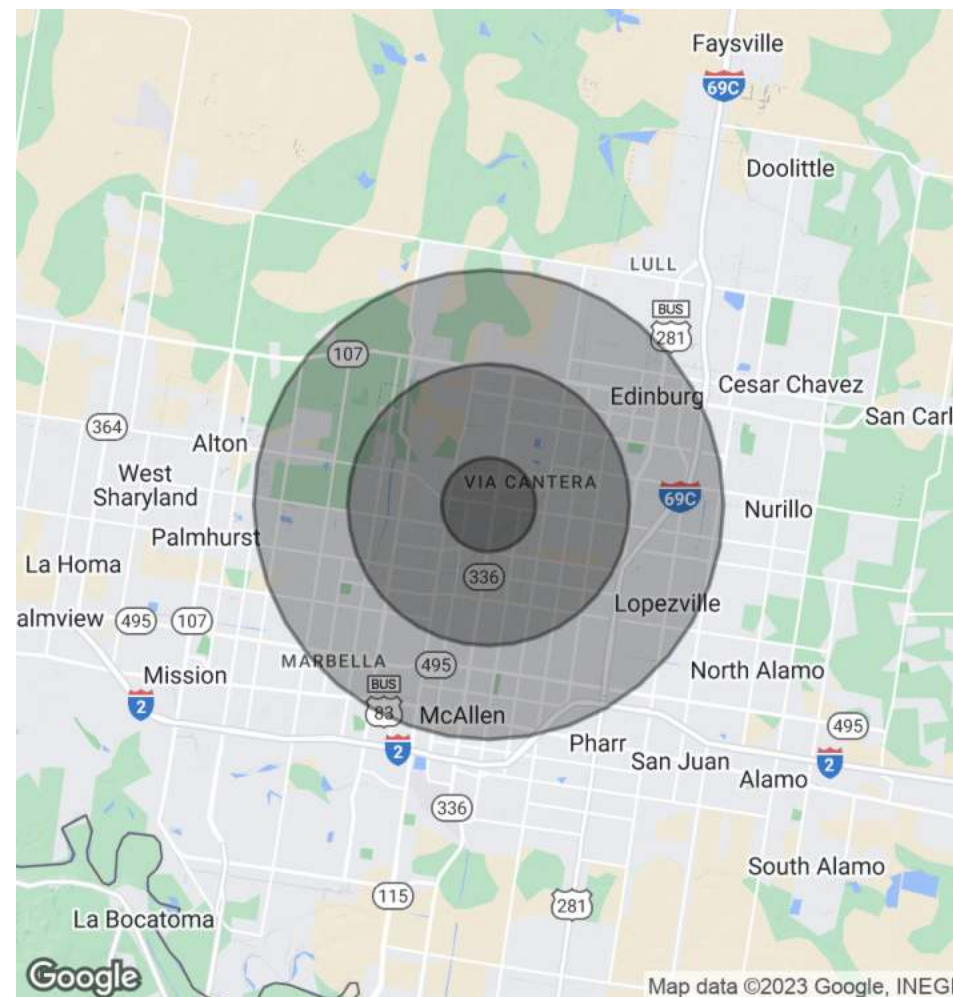 Faysville
69C
Doolittle
LULL
BUS
281
107
Edinburg
Cesar Chavez
364
San Carl
Alton
West
Sharyland
VIA CANTERA
69C
Nurillo
Palmhurst
La Homa
336
Lopezville
almview
495
107
MARBELLA
495
North Alamo
Mission
BUS
83
2
McAllen
495
2
Pharr
San Juan
2
Alamo
336
South Alamo
115
281
La Bocatoma
Google
Map data ©2023 Google, INEGI